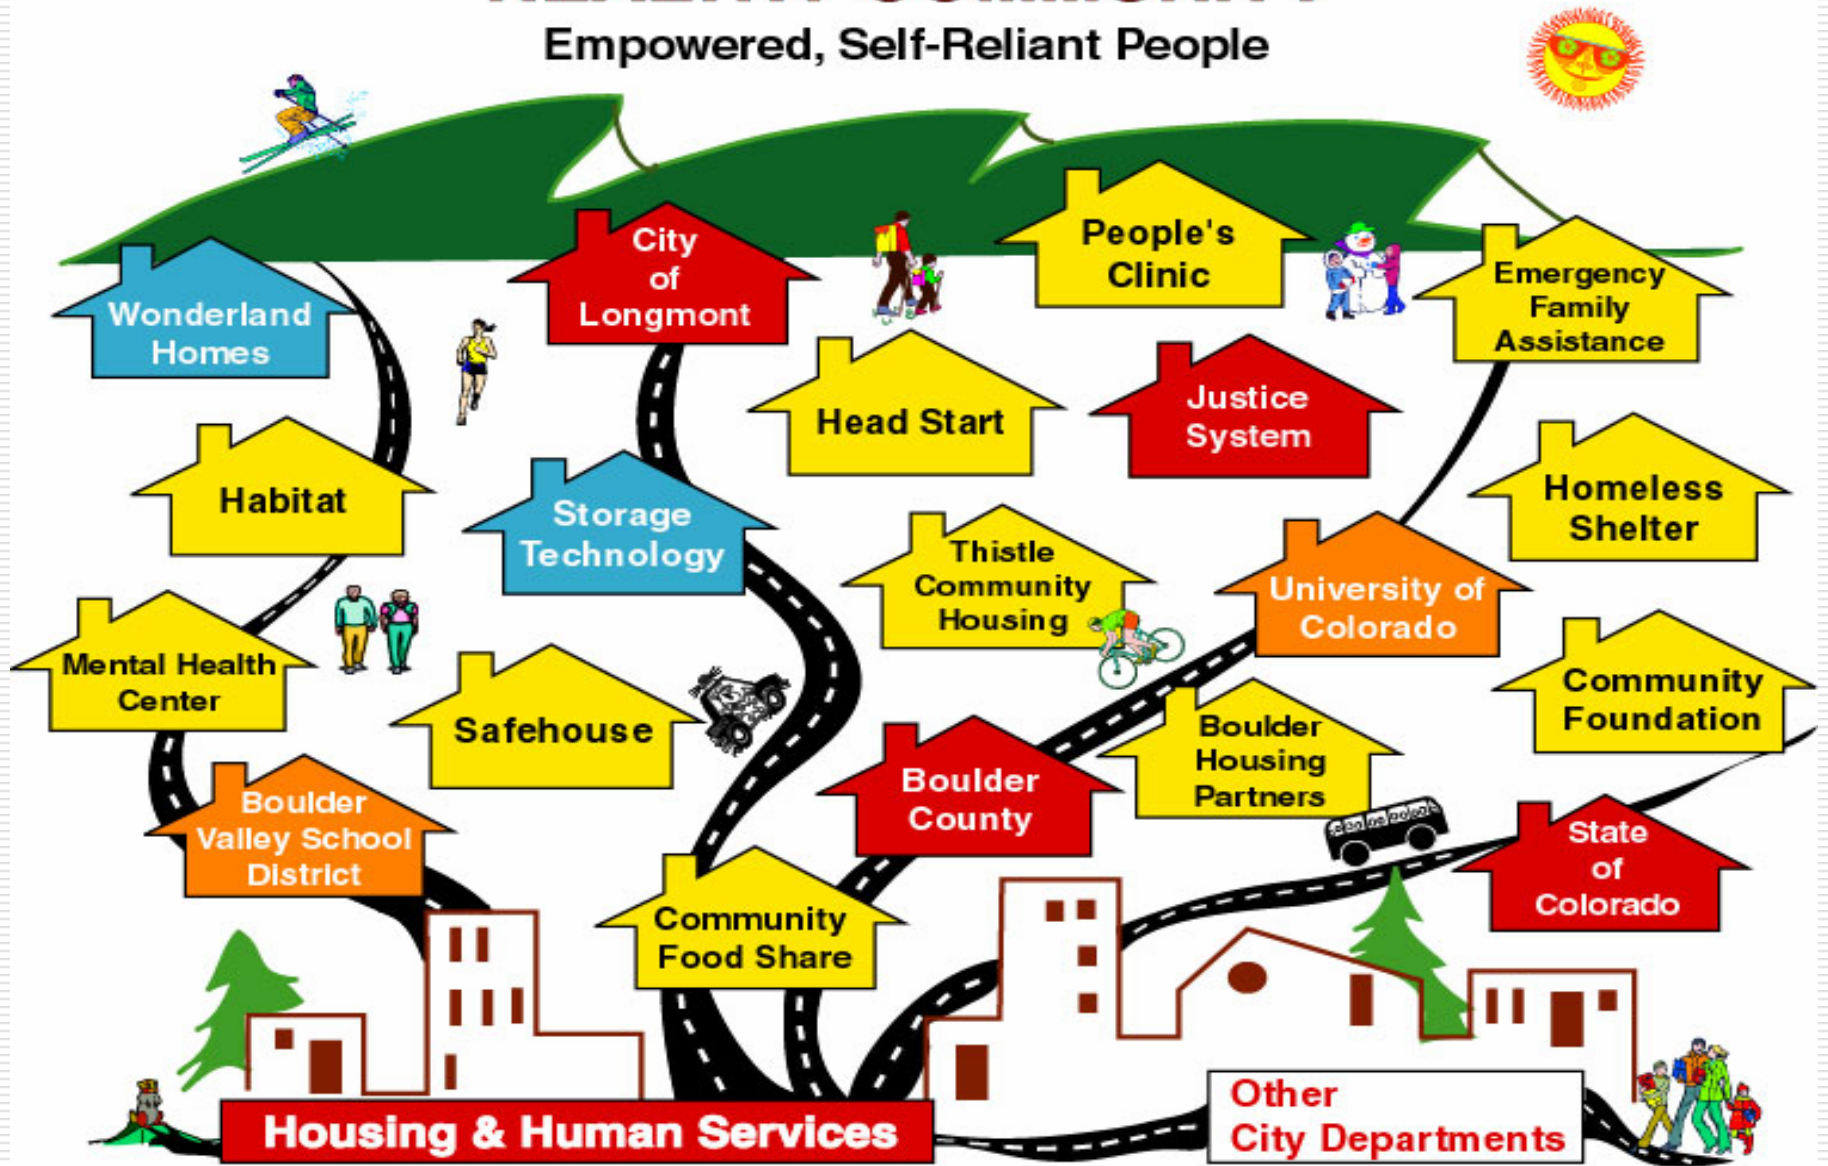 Empowered, Self-Reliant People
People's
Clinic
City
of
Longmont
Emergency
Family
Assistance
Wonderland
Homes
Head Start
Justice
System
Habitat
Storage
Technology
Homeless
Shelter
Thistle
Community
Housing
University of
Colorado
Mental Health
Center
Safehouse
Community
Foundation
Boulder
Housing
Partners
Boulder
County
Boulder
Valley School
District
State
of
Colorado
Community
Food Share
Housing & Human Services
Other
City Departments